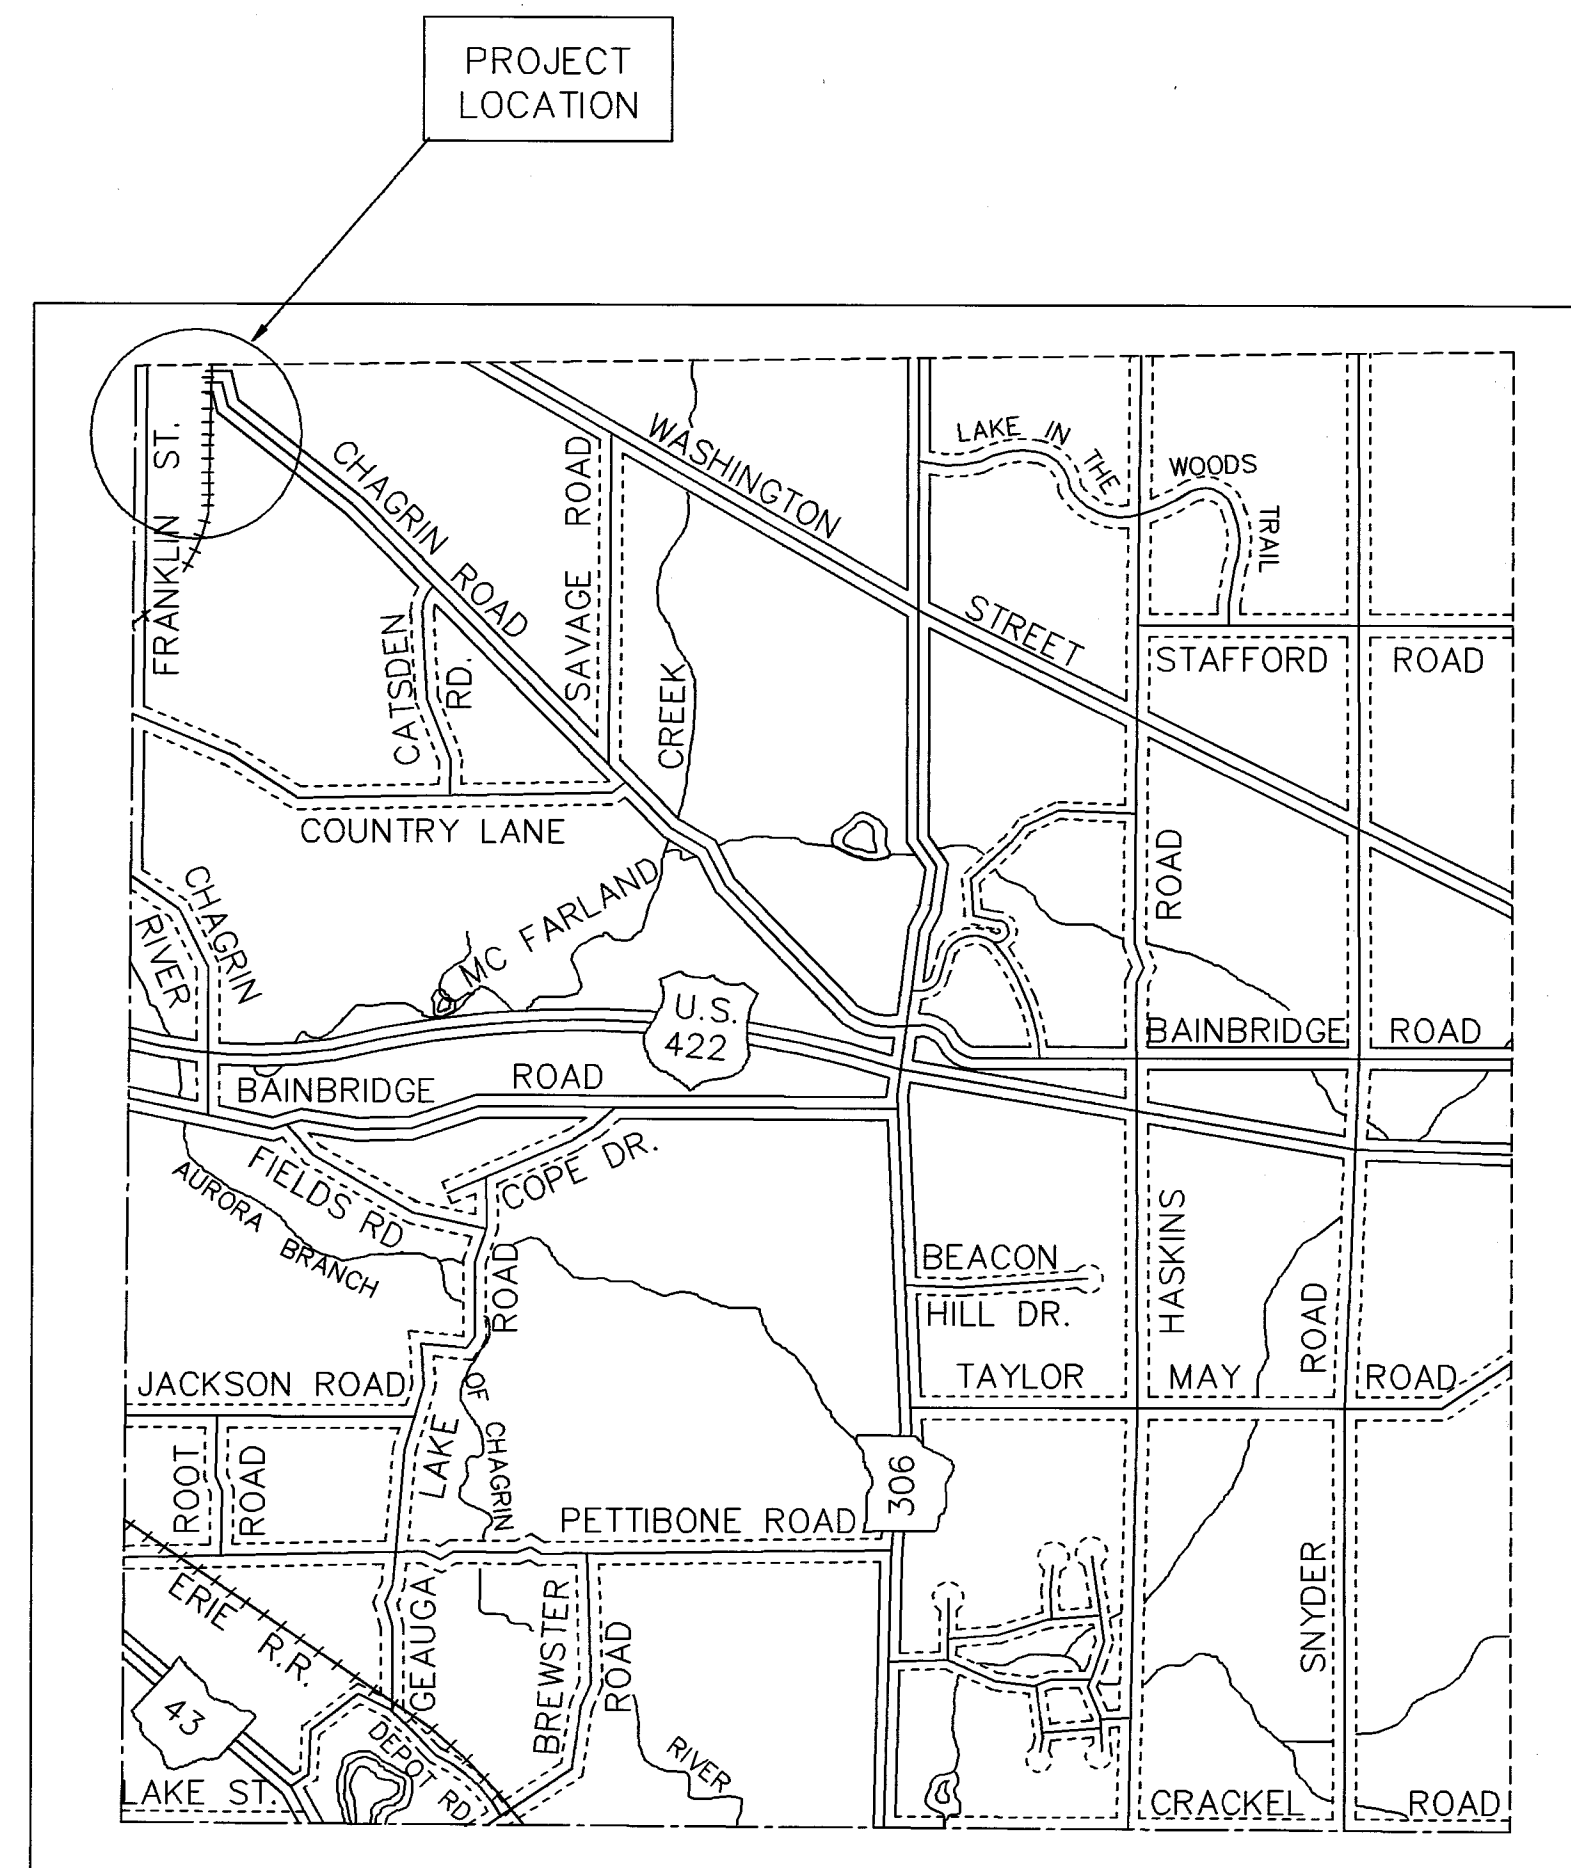 PROJECT
LOCATION
FRANKLIN ST.
CHAGRIN ROAD
SAVAGE ROAD
WASHINGTON
STREET
LAKE IN THE
WOODS
TRAIL
STAFFORD ROAD
CATSDEN
RD.
CREEK
COUNTRY LANE
MC FARLAND
CHAGRIN
RIVER
ROAD
U.S.
422
BAINBRIDGE ROAD
BAINBRIDGE ROAD
FIELDS RD
COPE DR.
AURORA BRANCH
ROAD
BEACON
HILL DR.
HASKINS
ROAD
JACKSON ROAD
TAYLOR MAY ROAD
OF CHAGRIN
LAKE
ROOT
ROAD
306
PETTIBONE ROAD
ERIE R.R.
GEAUGA
BREWSTER
ROAD
SNYDER
43
DEPOT RD.
RIVER
LAKE ST.
CRACKEL ROAD